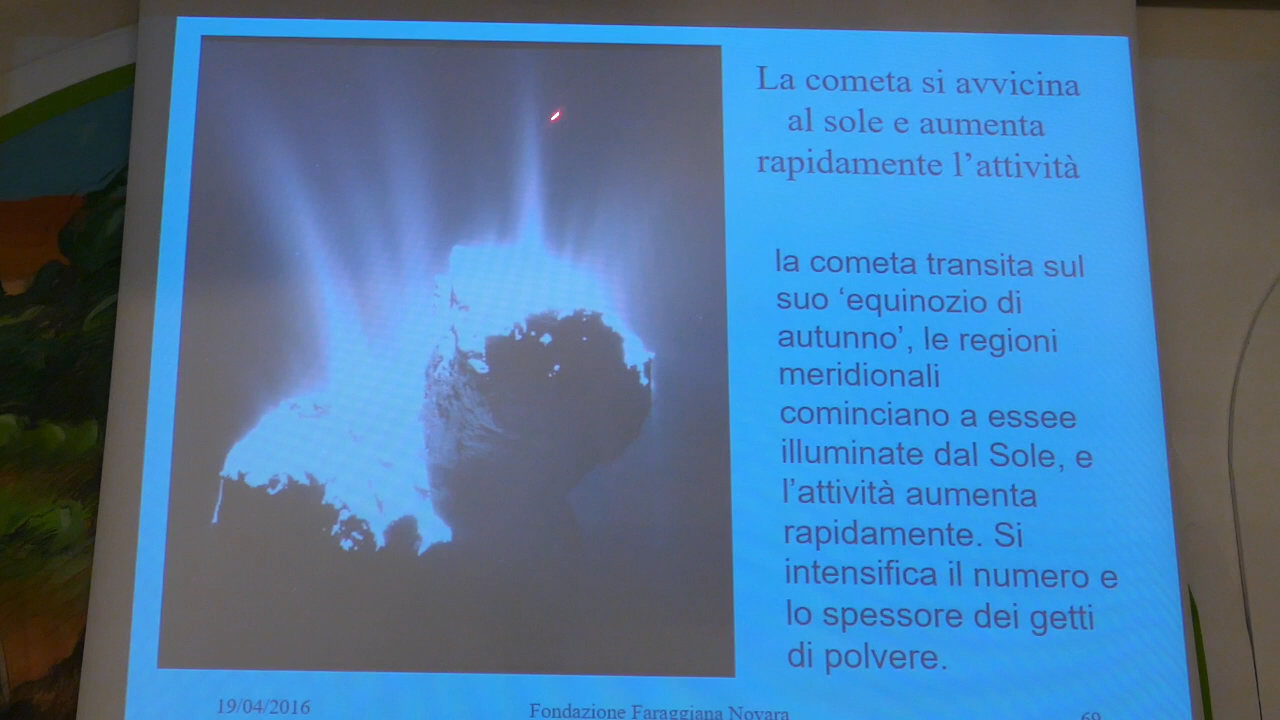 La cometa si avvicina
al sole e aumenta
rapidamente l’attività
la cometa transita sul
suo ‘equinozio di
autunno’, le regioni
meridionali
cominciano a essee
illuminate dal Sole, e
l’attività aumenta
rapidamente. Si
intensifica il numero e
lo spessore dei getti
di polvere.
19/04/2016
Fondazione Faraggiana Novara
69